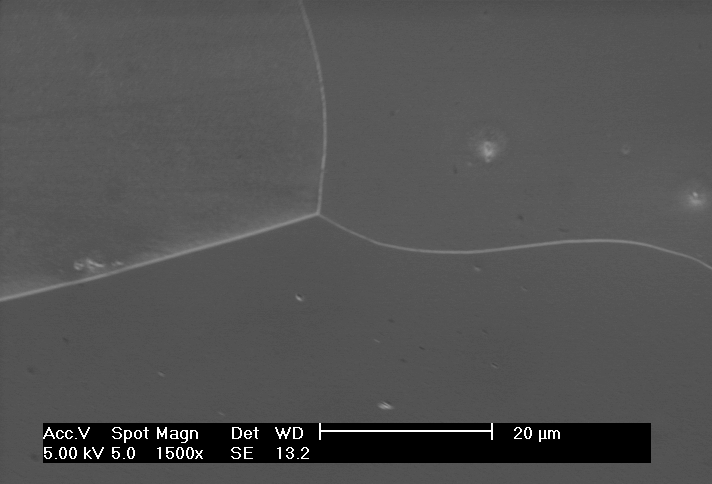 Acc.V Spot Magn Det WD 20 µm
5.00 kV 5.0 1500x SE 13.2